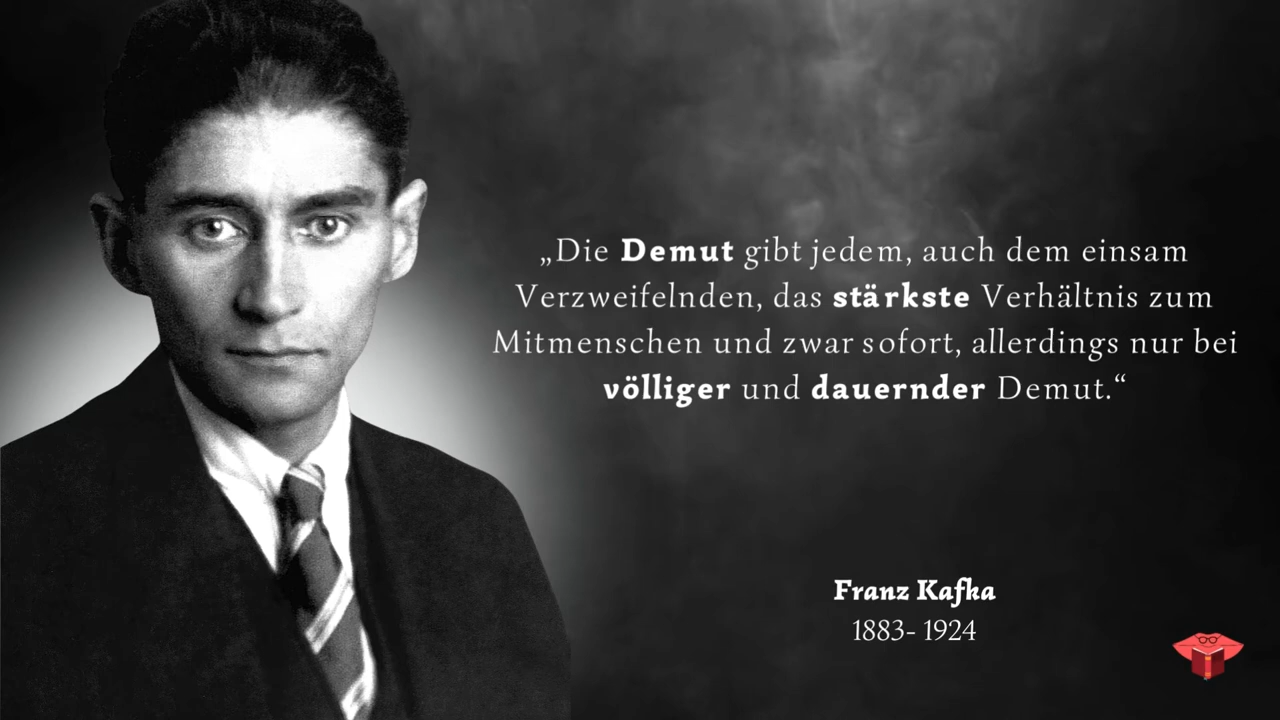 „Die Demut gibt jedem, auch dem einsam
Verzweifelnden, das stärkste Verhältnis zum
Mitmenschen und zwar sofort, allerdings nur bei
völliger und dauernder Demut.“
Franz Kafka
1883- 1924